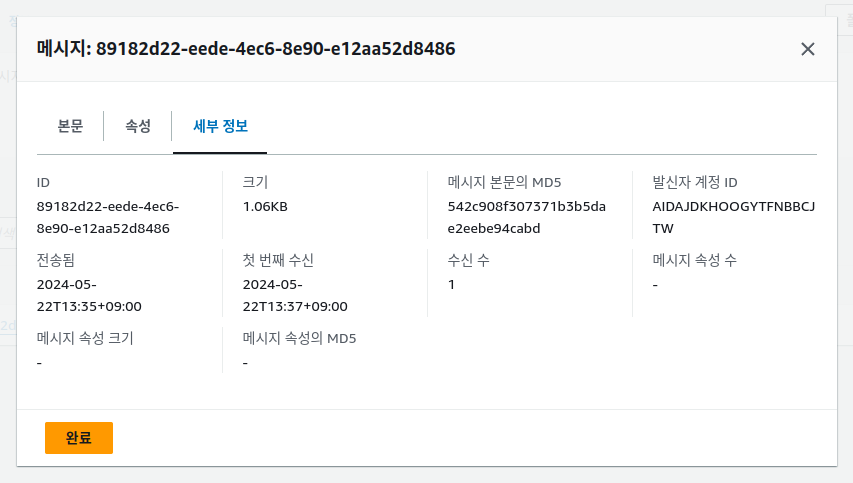 메시지: 89182d22-eede-4ec6-8e90-e12aa52d8486
본문
속성
세부 정보
ID
89182d22-eede-4ec6-
8e90-e12aa52d8486
크기
1.06KB
메시지 본문의 MD5
542c908f307371b3b5da
e2eebe94cabd
발신자 계정 ID
AIDAJDKHOOGYTFNBBCJ
TW
전송됨
2024-05-
22T13:35+09:00
첫 번째 수신
2024-05-
22T13:37+09:00
수신 수
1
메시지 속성 수
-
메시지 속성 크기
-
메시지 속성의 MD5
-
완료